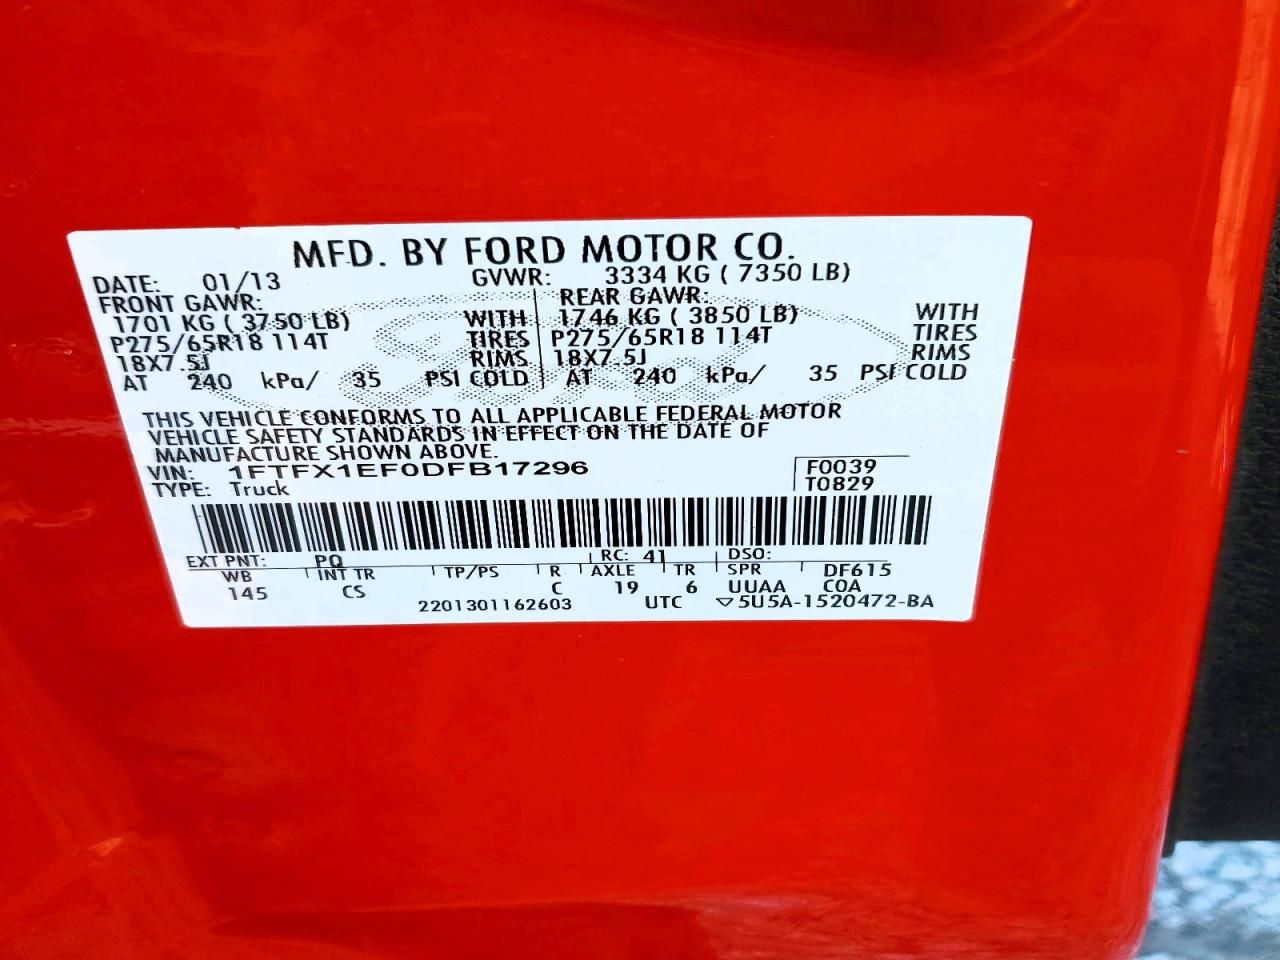 MFD. BY FORD MOTOR CO.
DATE: 01/13 GVWR: 3334 KG ( 7350 LB)
FRONT GAWR: REAR GAWR:
1701 KG ( 3750 LB) WITH 1746 KG ( 3850 LB) WITH
P275/65R18 114T TIRES P275/65R18 114T TIRES
18X7.5J RIMS 18X7.5J RIMS
AT 240 kPa/ 35 PSI COLD AT 240 kPa/ 35 PSI COLD
THIS VEHICLE CONFORMS TO ALL APPLICABLE FEDERAL MOTOR
VEHICLE SAFETY STANDARDS IN EFFECT ON THE DATE OF
MANUFACTURE SHOWN ABOVE.
VIN: 1FTFX1EF0DFB17296 F0039
TYPE: Truck T0829
EXT PNT: PQ RC: 41 DSO:
WB INT TR TP/PS R AXLE TR SPR DF615
145 CS C 19 6 UUAA COA
2201301162603 UTC ▽5U5A-1520472-BA